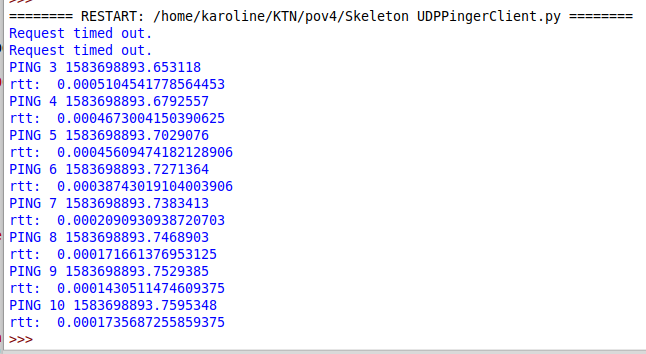 >>>
======== RESTART: /home/karoline/KTN/pov4/Skeleton UDPPingerClient.py ========
Request timed out.
Request timed out.
PING 3 1583698893.653118
rtt:  0.0005104541778564453
PING 4 1583698893.6792557
rtt:  0.0004673004150390625
PING 5 1583698893.7029076
rtt:  0.00045609474182128906
PING 6 1583698893.7271364
rtt:  0.00038743019104003906
PING 7 1583698893.7383413
rtt:  0.0002090930938720703
PING 8 1583698893.7468903
rtt:  0.000171661376953125
PING 9 1583698893.7529385
rtt:  0.0001430511474609375
PING 10 1583698893.7595348
rtt:  0.0001735687255859375
>>>